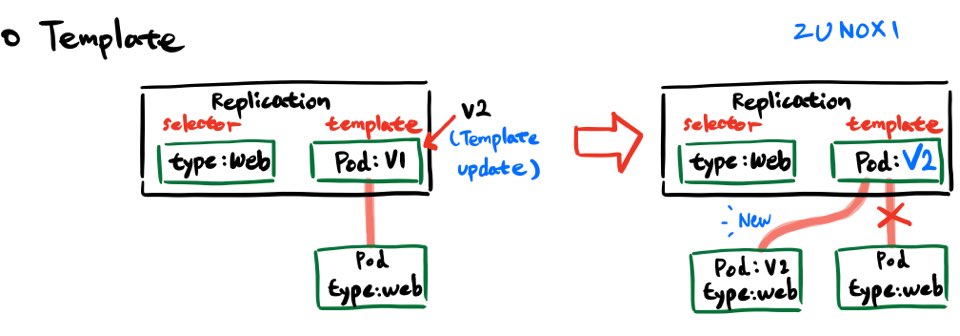 o Template
ZUNOXI
Replication
selector template
type:web Pod:V1
V2
(Template
update)
Pod
type:web
Replication
selector template
type:web Pod:V2
New
Pod:V2
type:web
Pod
type:web